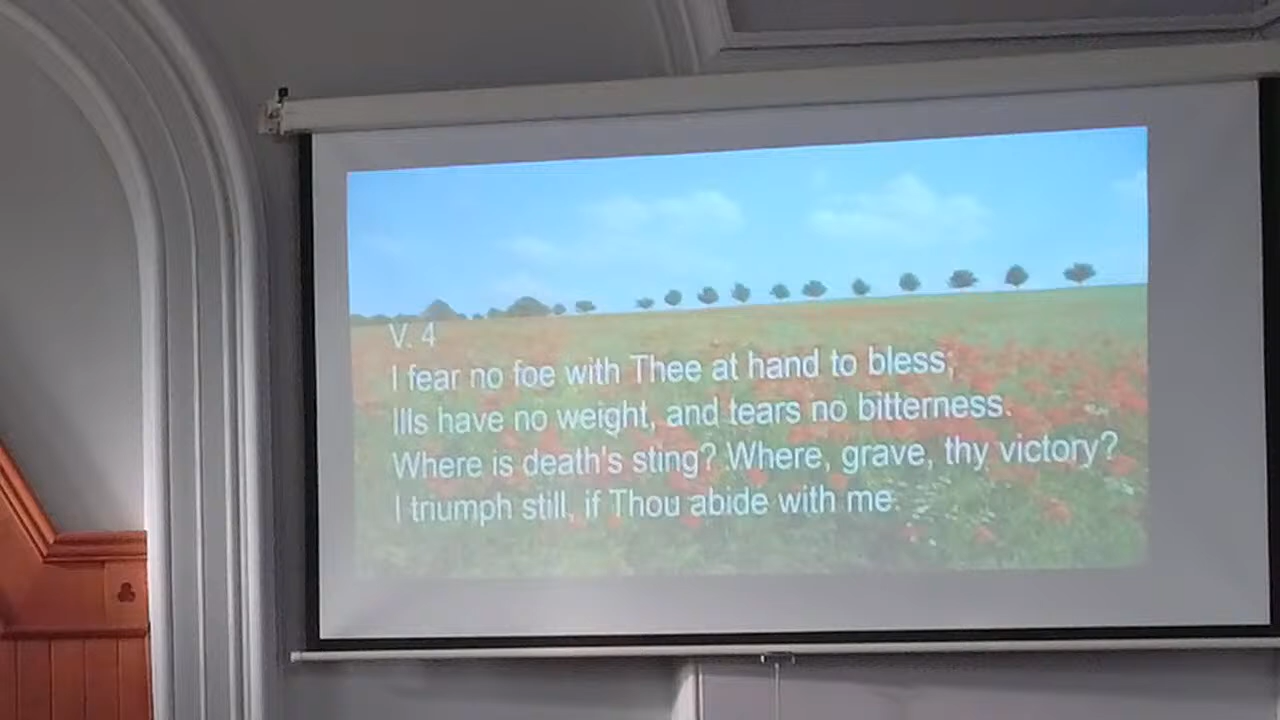 V. 4
I fear no foe with Thee at hand to bless;
Ills have no weight, and tears no bitterness.
Where is death's sting? Where, grave, thy victory?
I triumph still, if Thou abide with me.